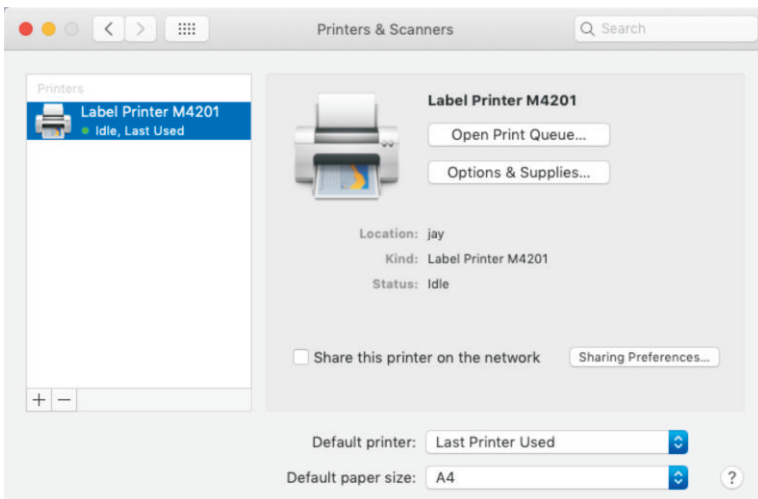 Printers & Scanners
Search
Printers
Label Printer M4201
Idle, Last Used
Label Printer M4201
Open Print Queue...
Options & Supplies...
Location: jay
Kind: Label Printer M4201
Status: Idle
Share this printer on the network
Sharing Preferences...
+ −
Default printer: Last Printer Used
Default paper size: A4
?